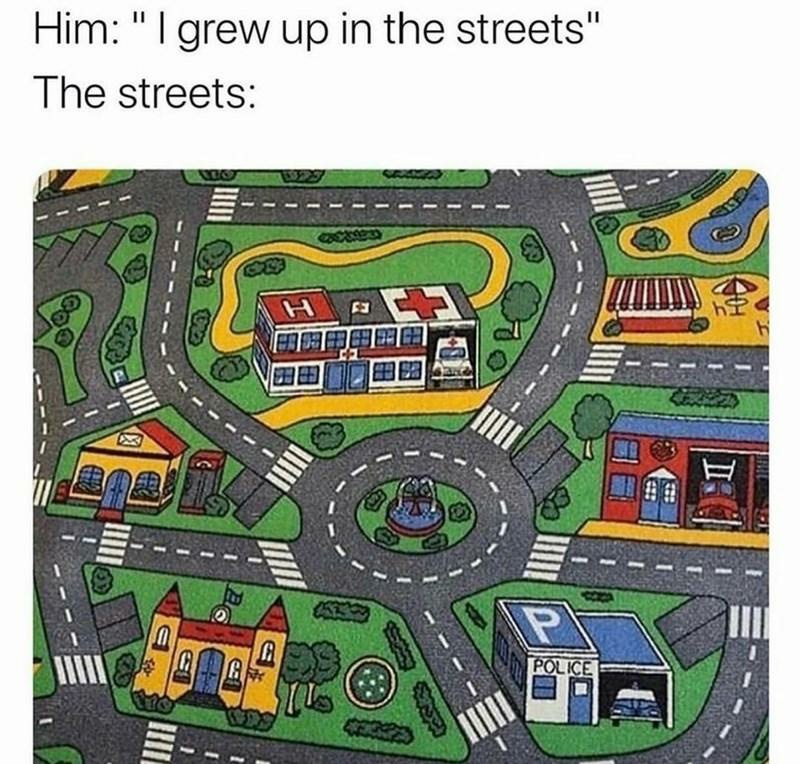 Him: " I grew up in the streets"
The streets:
H
P
P
POLICE